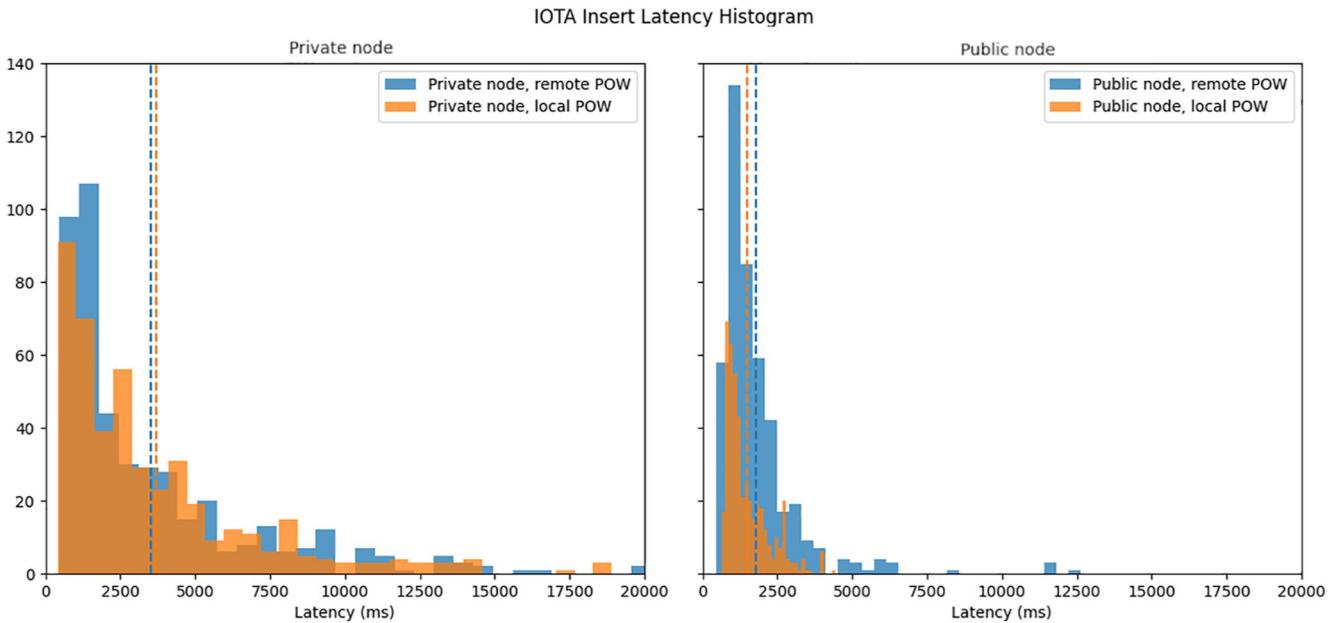 IOTA Insert Latency Histogram
Private node
Private node, remote POW
Private node, local POW
140
120
100
80
60
40
20
0
0 2500 5000 7500 10000 12500 15000 17500 20000
Latency (ms)
Public node
Public node, remote POW
Public node, local POW
0 2500 5000 7500 10000 12500 15000 17500 20000
Latency (ms)